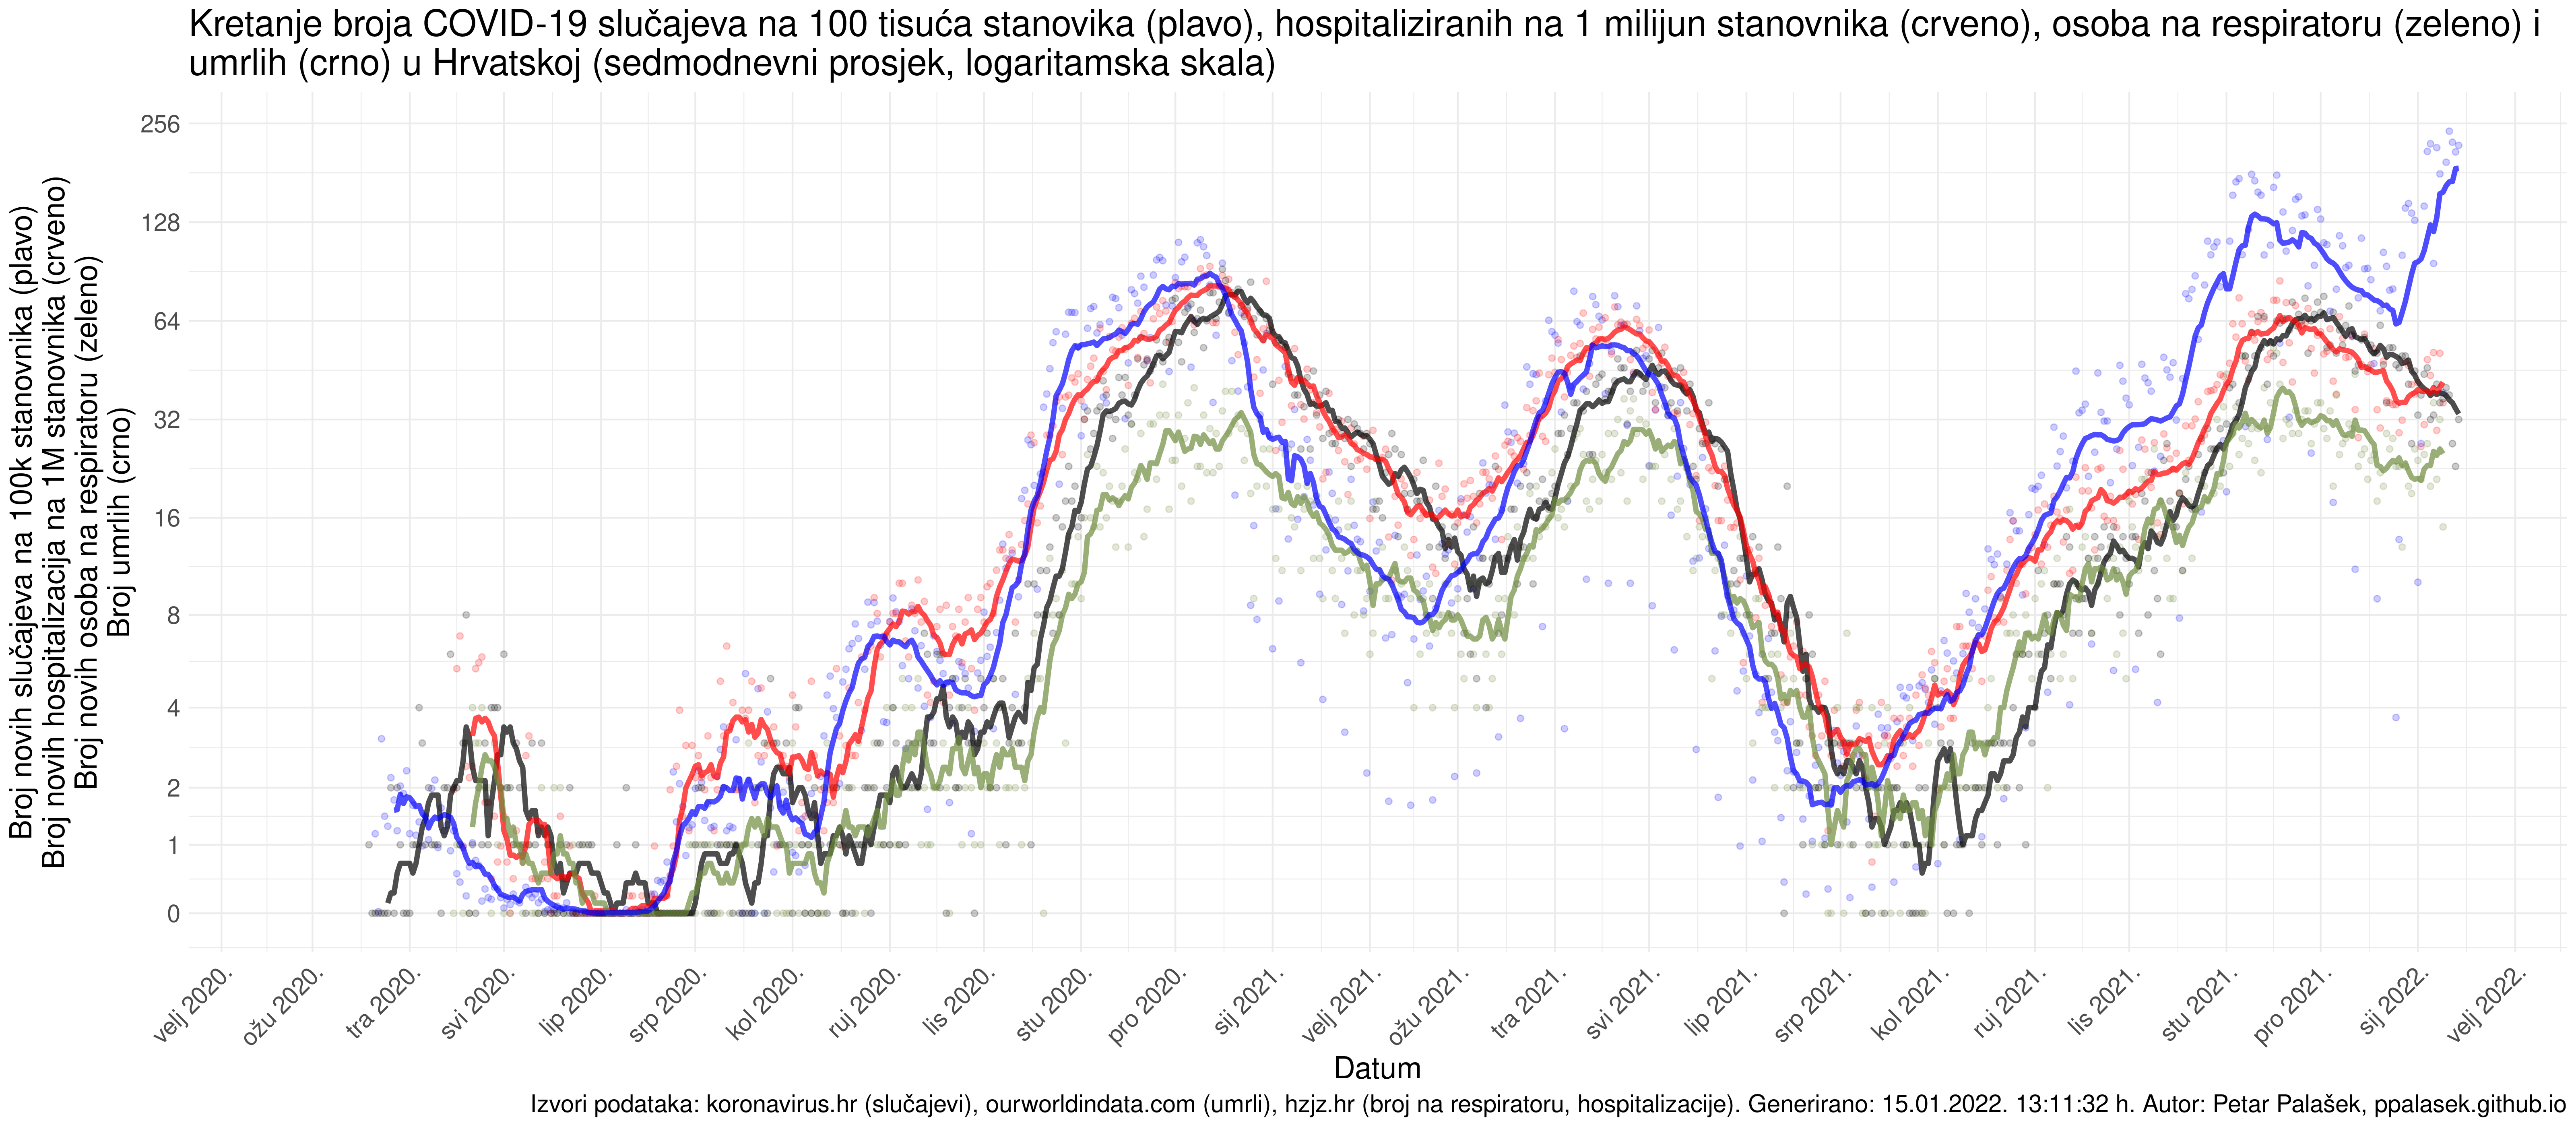 Kretanje broja COVID-19 slučajeva na 100 tisuća stanovika (plavo), hospitaliziranih na 1 milijun stanovnika (crveno), osoba na respiratoru (zeleno) i
umrlih (crno) u Hrvatskoj (sedmodnevni prosjek, logaritamska skala)
Broj novih slučajeva na 100k stanovnika (plavo)
Broj novih hospitalizacija na 1M stanovnika (crveno)
Broj novih osoba na respiratoru (zeleno)
Broj umrlih (crno)
256
128
64
32
16
8
4
2
1
0
velj 2020.
ožu 2020.
tra 2020.
svi 2020.
lip 2020.
srp 2020.
kol 2020.
ruj 2020.
lis 2020.
stu 2020.
pro 2020.
sij 2021.
velj 2021.
ožu 2021.
tra 2021.
svi 2021.
lip 2021.
srp 2021.
kol 2021.
ruj 2021.
lis 2021.
stu 2021.
pro 2021.
sij 2022.
velj 2022.
Datum
Izvori podataka: koronavirus.hr (slučajevi), ourworldindata.com (umrli), hzjz.hr (broj na respiratoru, hospitalizacije). Generirano: 15.01.2022. 13:11:32 h. Autor: Petar Palašek, ppalasek.github.io